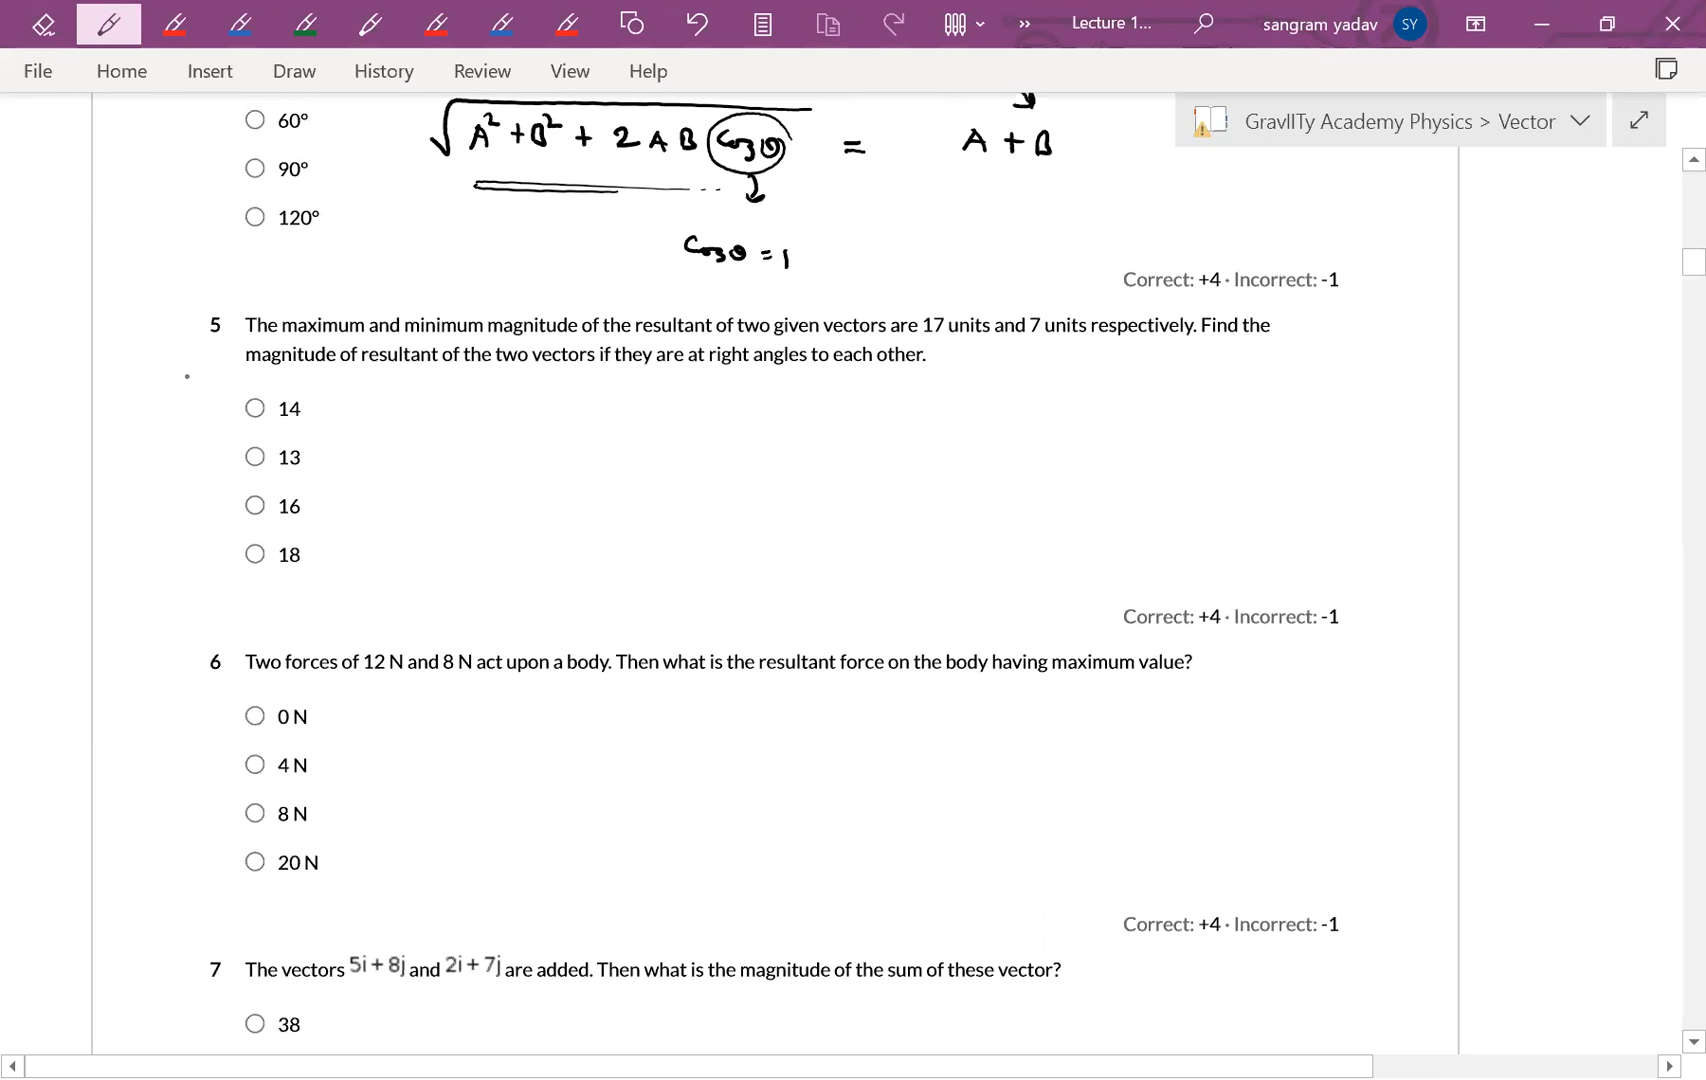 Lecture 1...
sangram yadav
SY
File Home Insert Draw History Review View Help
GravIITy Academy Physics > Vector
60°
√A² + B² + 2 A B Cosθ = A + B
90°
120°
Cosθ = 1
Correct: +4 · Incorrect: -1
5 The maximum and minimum magnitude of the resultant of two given vectors are 17 units and 7 units respectively. Find the
magnitude of resultant of the two vectors if they are at right angles to each other.
14
13
16
18
Correct: +4 · Incorrect: -1
6 Two forces of 12 N and 8 N act upon a body. Then what is the resultant force on the body having maximum value?
0 N
4 N
8 N
20 N
Correct: +4 · Incorrect: -1
7 The vectors 5i + 8j and 2i + 7j are added. Then what is the magnitude of the sum of these vector?
38